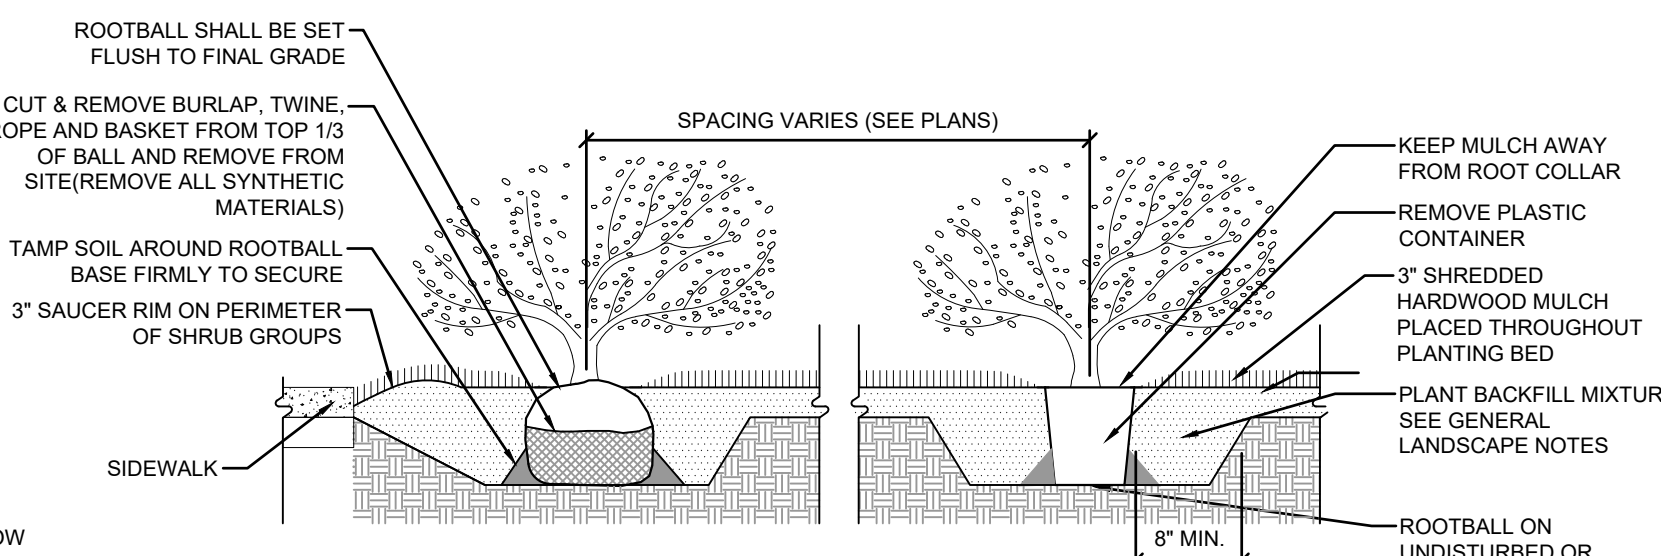 ROOTBALL SHALL BE SET
FLUSH TO FINAL GRADE
CUT & REMOVE BURLAP, TWINE,
ROPE AND BASKET FROM TOP 1/3
OF BALL AND REMOVE FROM
SITE(REMOVE ALL SYNTHETIC
MATERIALS)
TAMP SOIL AROUND ROOTBALL
BASE FIRMLY TO SECURE
3" SAUCER RIM ON PERIMETER
OF SHRUB GROUPS
SIDEWALK
OW
SPACING VARIES (SEE PLANS)
KEEP MULCH AWAY
FROM ROOT COLLAR
REMOVE PLASTIC
CONTAINER
3" SHREDDED
HARDWOOD MULCH
PLACED THROUGHOUT
PLANTING BED
PLANT BACKFILL MIXTUR
SEE GENERAL
LANDSCAPE NOTES
8" MIN.
ROOTBALL ON
UNDISTURBED OR